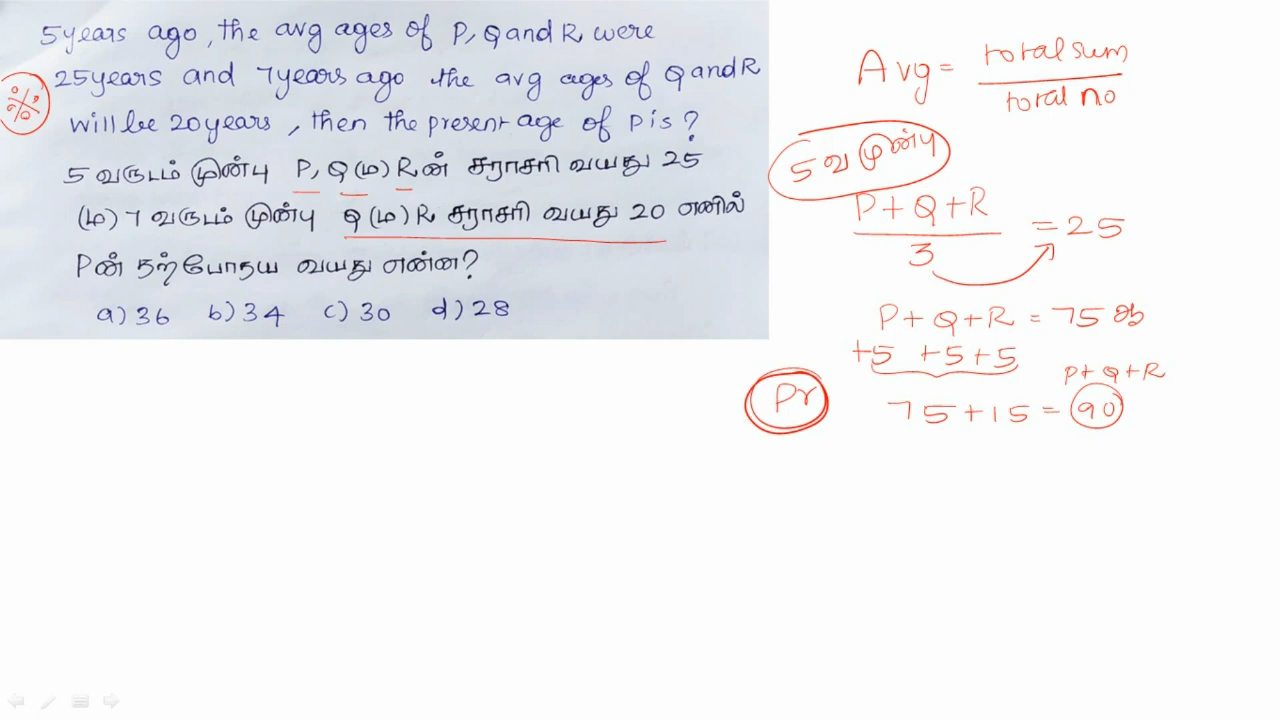 5years ago, the avg ages of P, Q and R were
25years and 7years ago the avg ages of Q and R
will be 20years, then the present age of P is?
5 வருடம் முன்பு P, Q (ம) Rன் சராசரி வயது 25
(ம) 7 வருடம் முன்பு Q (ம) R சராசரி வயது 20 எனில்
Pன் தற்போதய வயது என்ன?
a) 36 b) 34 c) 30 d) 28
Avg = total sum
total no
5 வ முன்பு
P+Q+R
3
=25
P+Q+R = 75
+5 +5+5
P+Q+R
Pr
75+15 = 90